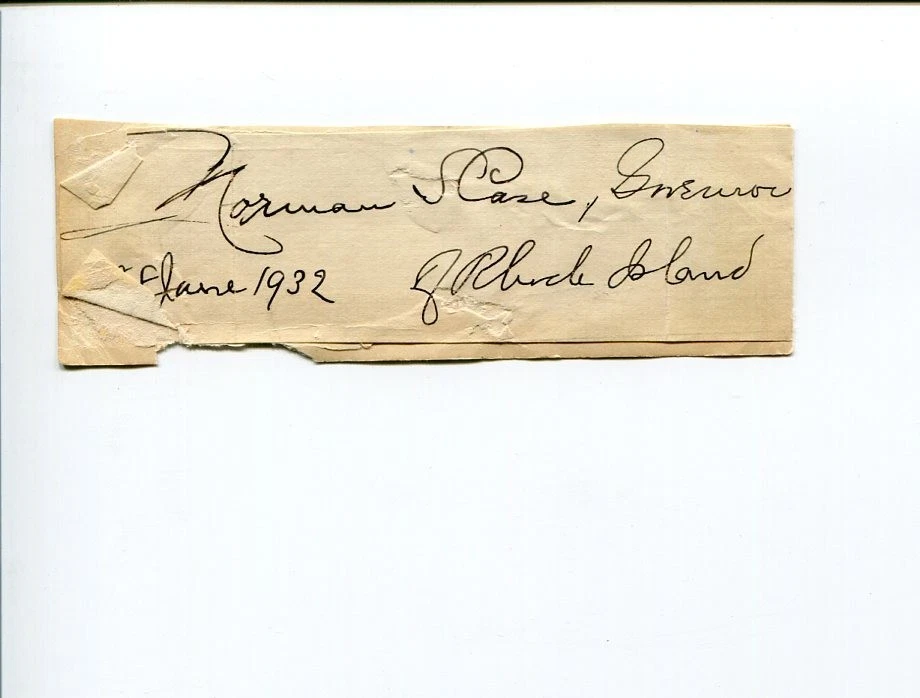 Norman S Case, Governor
June 1932 of Rhode Island